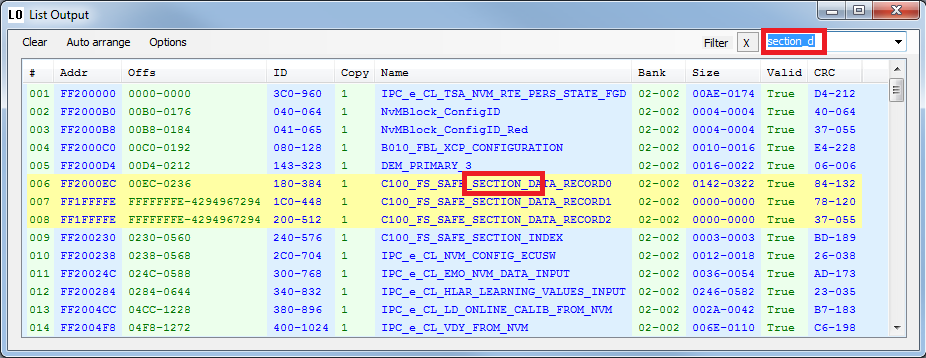 LO List Output
Clear Auto arrange Options Filter X section_d
# Addr Offs ID Copy Name Bank Size Valid CRC
001 FF200000 0000-0000 3C0-960 1 IPC_e_CL_TSA_NVM_RTE_PERS_STATE_FGD 02-002 00AE-0174 True D4-212
002 FF2000B0 00B0-0176 040-064 1 NvMBlock_ConfigID 02-002 0004-0004 True 40-064
003 FF2000B8 00B8-0184 041-065 1 NvMBlock_ConfigID_Red 02-002 0004-0004 True 37-055
004 FF2000C0 00C0-0192 080-128 1 B010_FBL_XCP_CONFIGURATION 02-002 0010-0016 True E4-228
005 FF2000D4 00D4-0212 143-323 1 DEM_PRIMARY_3 02-002 0016-0022 True 06-006
006 FF2000EC 00EC-0236 180-384 1 C100_FS_SAFE_SECTION_DATA_RECORD0 02-002 0142-0322 True 84-132
007 FF1FFFFE FFFFFFFE-4294967294 1C0-448 1 C100_FS_SAFE_SECTION_DATA_RECORD1 02-002 0000-0000 True 78-120
008 FF1FFFFE FFFFFFFE-4294967294 200-512 1 C100_FS_SAFE_SECTION_DATA_RECORD2 02-002 0000-0000 True 37-055
009 FF200230 0230-0560 240-576 1 C100_FS_SAFE_SECTION_INDEX 02-002 0003-0003 True BD-189
010 FF200238 0238-0568 2C0-704 1 IPC_e_CL_NVM_CONFIG_ECUSW 02-002 0012-0018 True 26-038
011 FF20024C 024C-0588 300-768 1 IPC_e_CL_EMO_NVM_DATA_INPUT 02-002 0036-0054 True AD-173
012 FF200284 0284-0644 340-832 1 IPC_e_CL_HLAR_LEARNING_VALUES_INPUT 02-002 0246-0582 True 23-035
013 FF2004CC 04CC-1228 380-896 1 IPC_e_CL_LD_ONLINE_CALIB_FROM_NVM 02-002 002A-0042 True B7-183
014 FF2004F8 04F8-1272 400-1024 1 IPC_e_CL_VDY_FROM_NVM 02-002 006E-0110 True C6-198